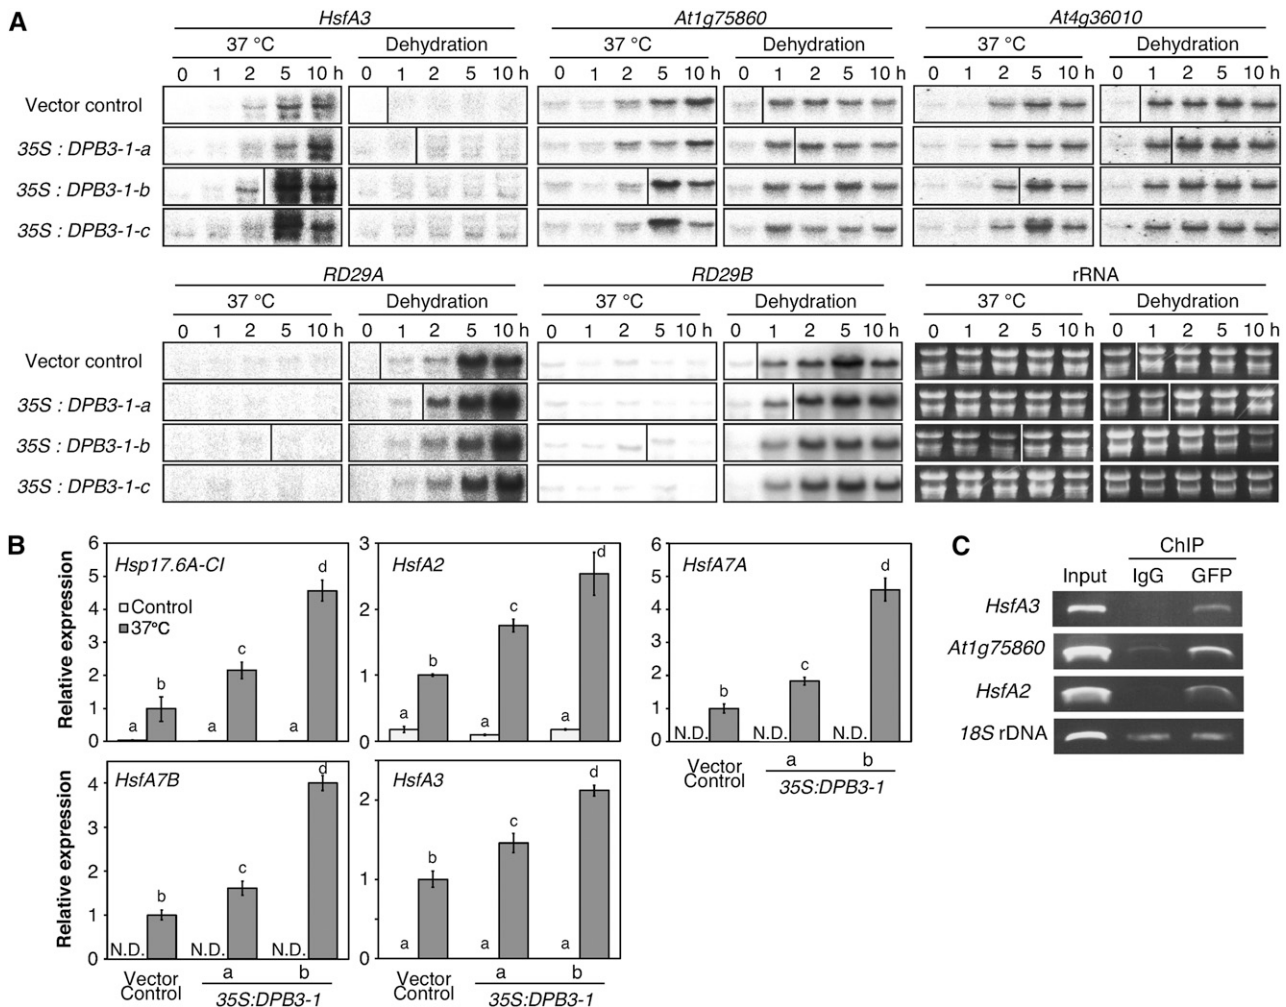 A
HsfA3 At1g75860 At4g36010
37 °C Dehydration 37 °C Dehydration 37 °C Dehydration
0 1 2 5 10 h 0 1 2 5 10 h 0 1 2 5 10 h 0 1 2 5 10 h 0 1 2 5 10 h 0 1 2 5 10 h
Vector control
35S : DPB3-1-a
35S : DPB3-1-b
35S : DPB3-1-c
RD29A RD29B rRNA
37 °C Dehydration 37 °C Dehydration 37 °C Dehydration
0 1 2 5 10 h 0 1 2 5 10 h 0 1 2 5 10 h 0 1 2 5 10 h 0 1 2 5 10 h 0 1 2 5 10 h
Vector control
35S : DPB3-1-a
35S : DPB3-1-b
35S : DPB3-1-c
B
Relative expression
6
5
4
3
2
1
0
Hsp17.6A-CI
Control
37°C
a b a c a d
3
2
1
0
HsfA2
a b a c a d
6
5
4
3
2
1
0
HsfA7A
N.D. b N.D. c N.D. d
Vector
Control
a b
35S:DPB3-1
Relative expression
4
3
2
1
0
HsfA7B
N.D. b N.D. c N.D. d
Vector
Control
a b
35S:DPB3-1
2
1
0
HsfA3
a b a c a d
Vector
Control
a b
35S:DPB3-1
C
ChIP
Input IgG GFP
HsfA3
At1g75860
HsfA2
18S rDNA